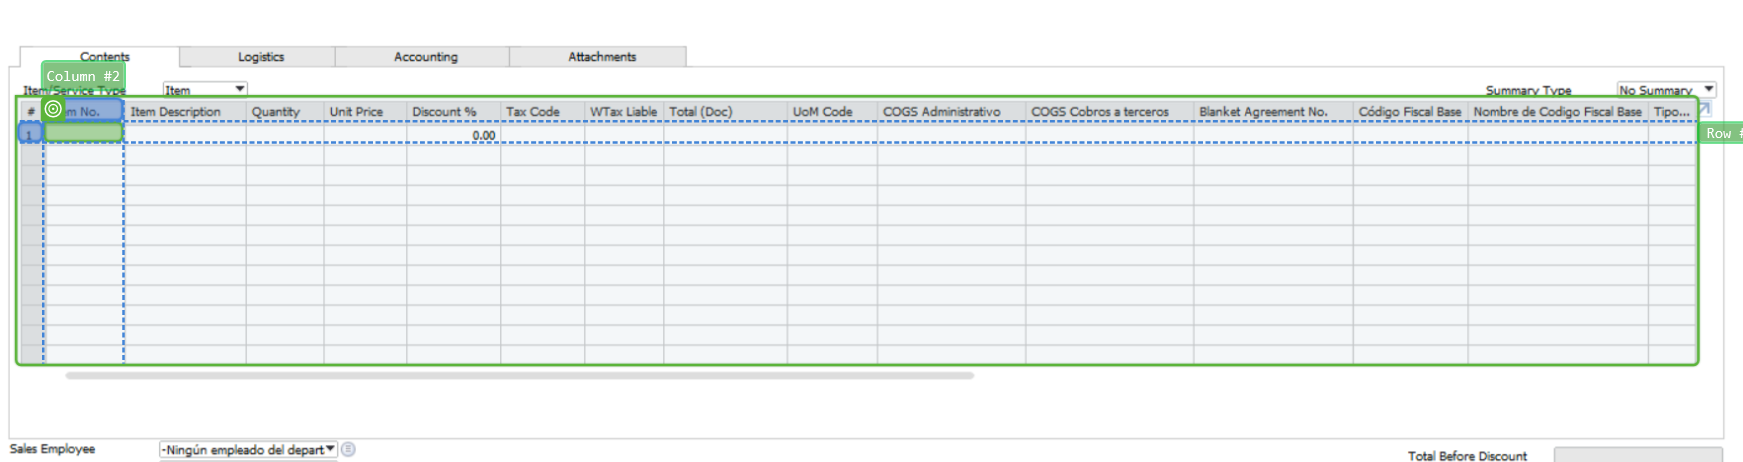 Contents Logistics Accounting Attachments
Column #2
Item/Service Type Item Summary Type No Summary
# m No. Item Description Quantity Unit Price Discount % Tax Code WTax Liable Total (Doc) UoM Code COGS Administrativo COGS Cobros a terceros Blanket Agreement No. Código Fiscal Base Nombre de Codigo Fiscal Base Tipo...
1 0.00 Row #
Sales Employee -Ningún empleado del depart
Total Before Discount